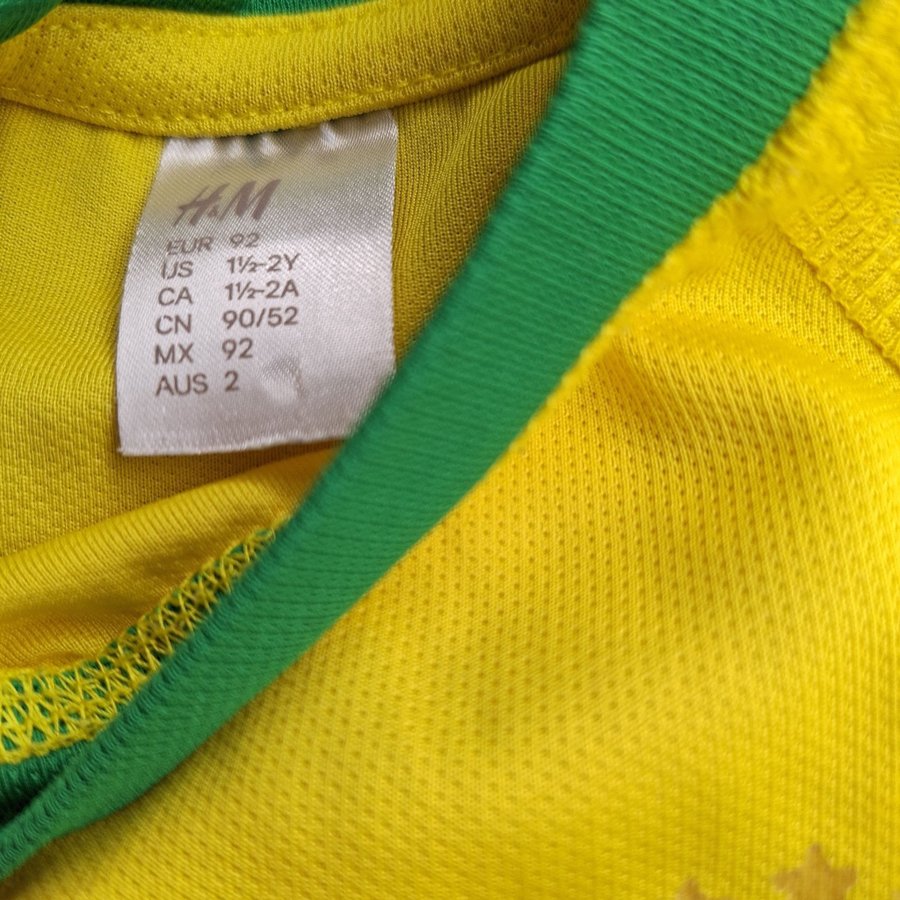 H&M
EUR 92
US 1½-2Y
CA 1½-2A
CN 90/52
MX 92
AUS 2